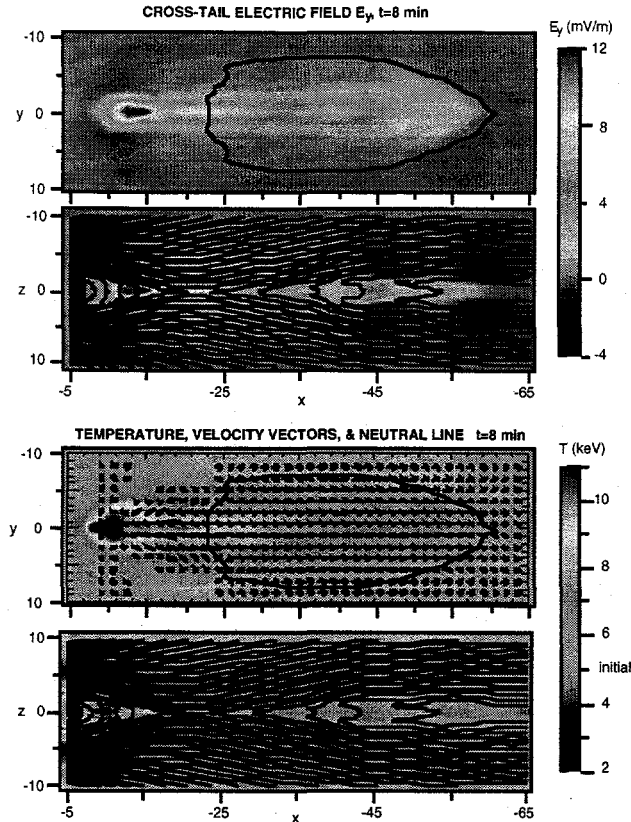 CROSS-TAIL ELECTRIC FIELD Ey, t=8 min
Ey (mV/m)
-10
y 0
10
-10
z 0
10
-5 -25 -45 -65
x
12
8
4
0
-4
TEMPERATURE, VELOCITY VECTORS, & NEUTRAL LINE t=8 min
T (keV)
-10
y 0
10
10
z 0
-10
-5 -25 -45 -65
x
10
8
6
initial
4
2